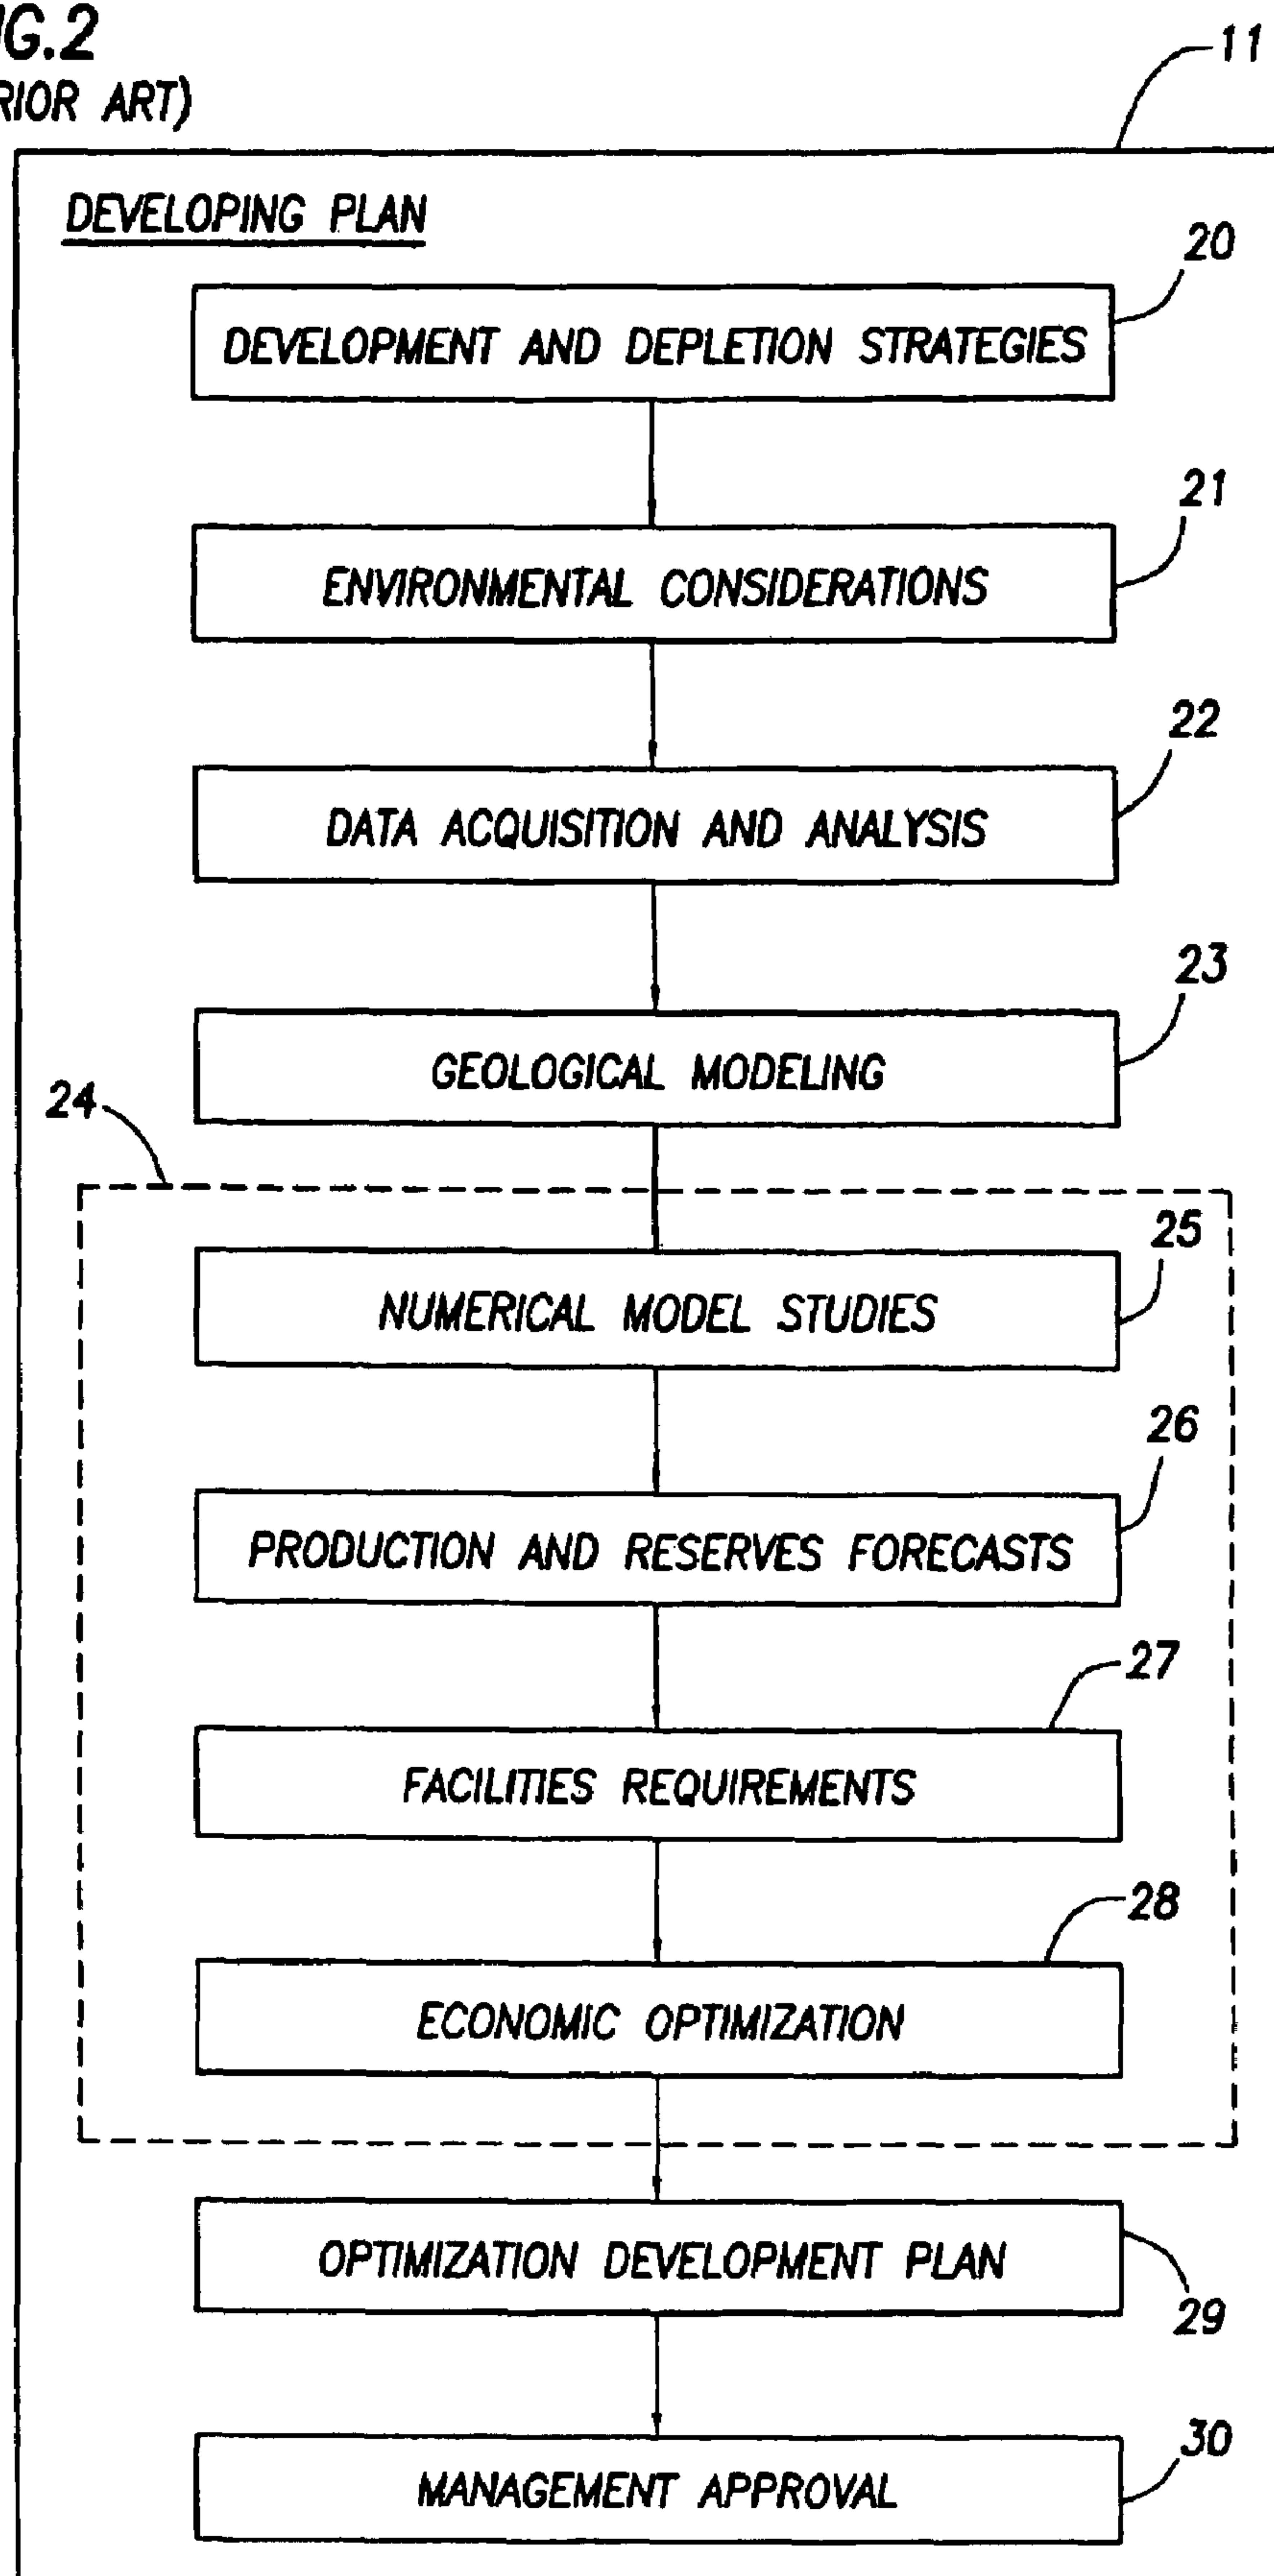 IG.2
RIOR ART)
11
DEVELOPING PLAN
20
DEVELOPMENT AND DEPLETION STRATEGIES
21
ENVIRONMENTAL CONSIDERATIONS
22
DATA ACQUISITION AND ANALYSIS
23
GEOLOGICAL MODELING
24
25
NUMERICAL MODEL STUDIES
26
PRODUCTION AND RESERVES FORECASTS
27
FACILITIES REQUIREMENTS
28
ECONOMIC OPTIMIZATION
OPTIMIZATION DEVELOPMENT PLAN
29
30
MANAGEMENT APPROVAL